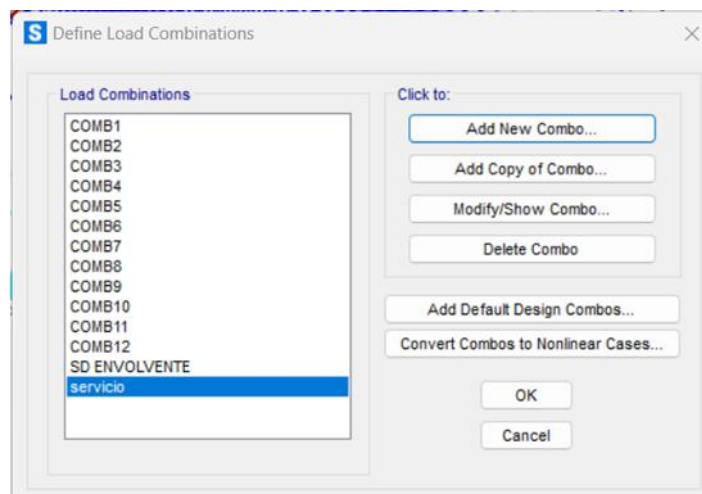 S Define Load Combinations
Load Combinations
COMB1
COMB2
COMB3
COMB4
COMB5
COMB6
COMB7
COMB8
COMB9
COMB10
COMB11
COMB12
SD ENVOLVENTE
servicio
Click to:
Add New Combo...
Add Copy of Combo...
Modify/Show Combo...
Delete Combo
Add Default Design Combos...
Convert Combos to Nonlinear Cases...
OK
Cancel